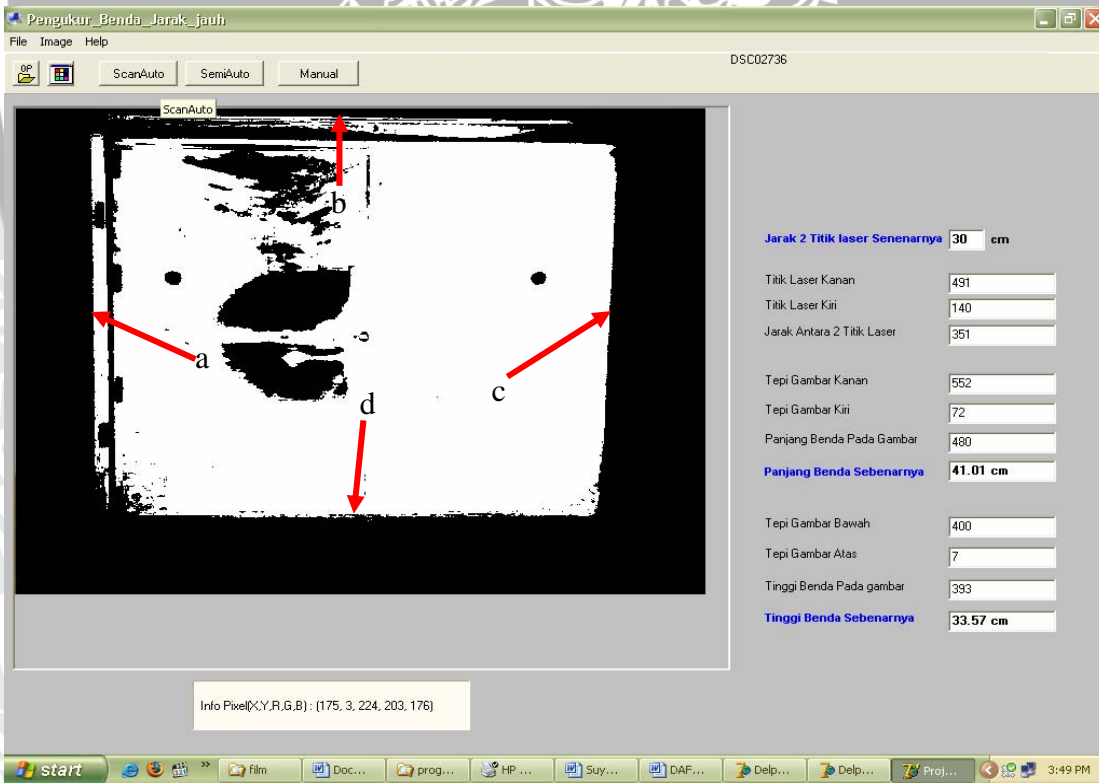 Pengukur_Benda_Jarak_jauh
File Image Help
OP ScanAuto SemiAuto Manual
DSC02736
ScanAuto
b
a
c
d
Jarak 2 Titik laser Senenarnya 30 cm
Titik Laser Kanan 491
Titik Laser Kiri 140
Jarak Antara 2 Titik Laser 351
Tepi Gambar Kanan 552
Tepi Gambar Kiri 72
Panjang Benda Pada Gambar 480
Panjang Benda Sebenarnya 41.01 cm
Tepi Gambar Bawah 400
Tepi Gambar Atas 7
Tinggi Benda Pada gambar 393
Tinggi Benda Sebenarnya 33.57 cm
Info Pixel(X,Y,R,G,B) : (175, 3, 224, 203, 176)
start » film Doc... prog... HP ... Suy... DAF... Delp... Delp... Proj... 3:49 PM